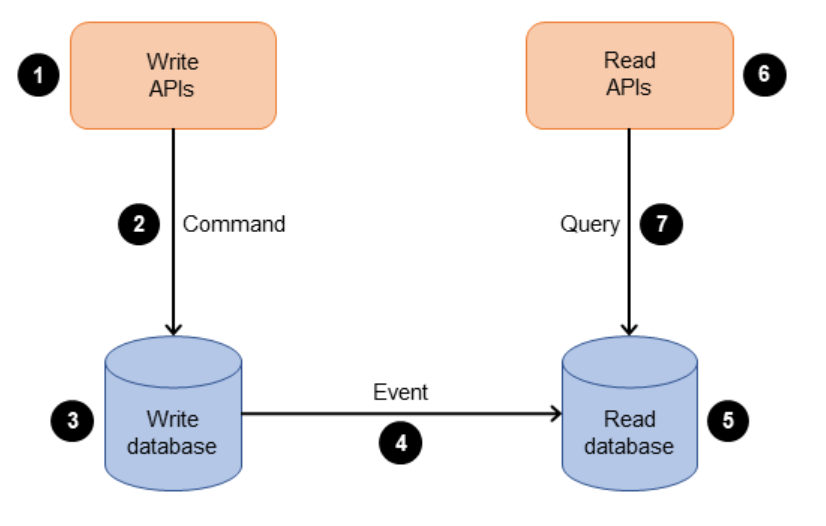 1
Write
APIs
Read
APIs
6
2
Command
Query
7
3
Write
database
Event
4
Read
database
5